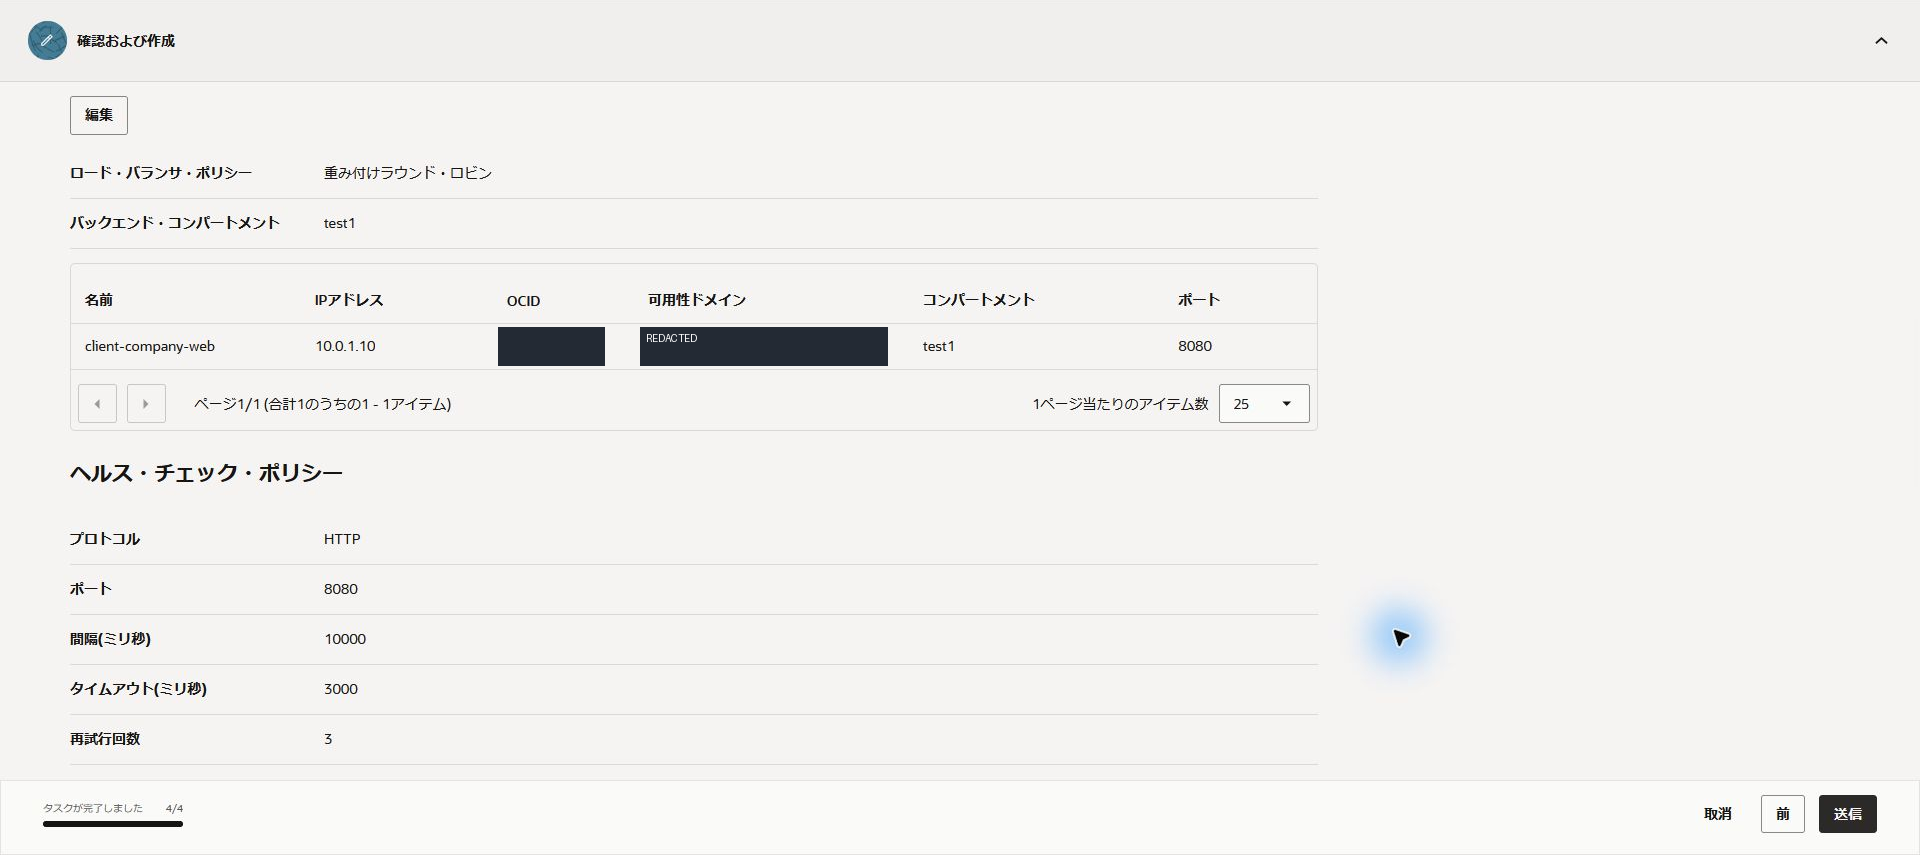 確認および作成
編集
ロード・バランサ・ポリシー 重み付けラウンド・ロビン
バックエンド・コンパートメント test1
名前 IPアドレス OCID 可用性ドメイン コンパートメント ポート
client-company-web 10.0.1.10 REDACTED test1 8080
ページ1/1 (合計1のうちの1 - 1アイテム) 1ページ当たりのアイテム数 25
ヘルス・チェック・ポリシー
プロトコル HTTP
ポート 8080
間隔(ミリ秒) 10000
タイムアウト(ミリ秒) 3000
再試行回数 3
タスクが完了しました 4/4
取消 前 送信